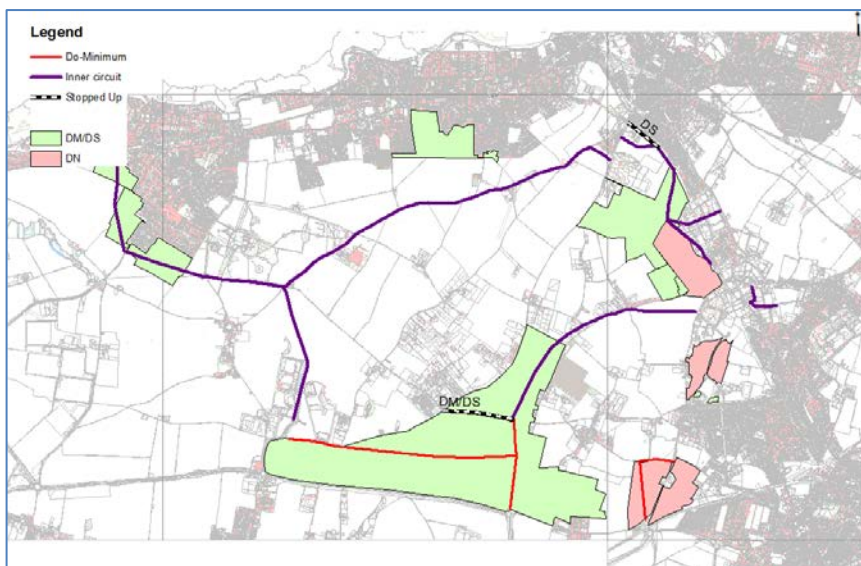 Legend
Do-Minimum
Inner circuit
Stopped Up
DM/DS
DN
DS
DM/DS